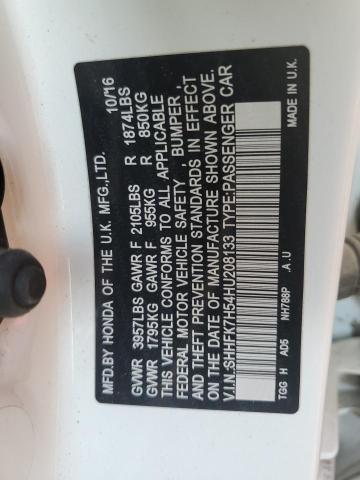 MFD.BY HONDA OF THE U.K. MFG.,LTD. 10/16
GVWR 3957LBS GAWR F 2105LBS R 1874LBS
GVWR 1795KG GAWR F 955KG R 850KG
THIS VEHICLE CONFORMS TO ALL APPLICABLE
FEDERAL MOTOR VEHICLE SAFETY, BUMPER,
AND THEFT PREVENTION STANDARDS IN EFFECT
ON THE DATE OF MANUFACTURE SHOWN ABOVE.
V.I.N.:SHHFK7H54HU208133 TYPE:PASSENGER CAR
TGG H AD5 NH788P .A.U MADE IN U.K.